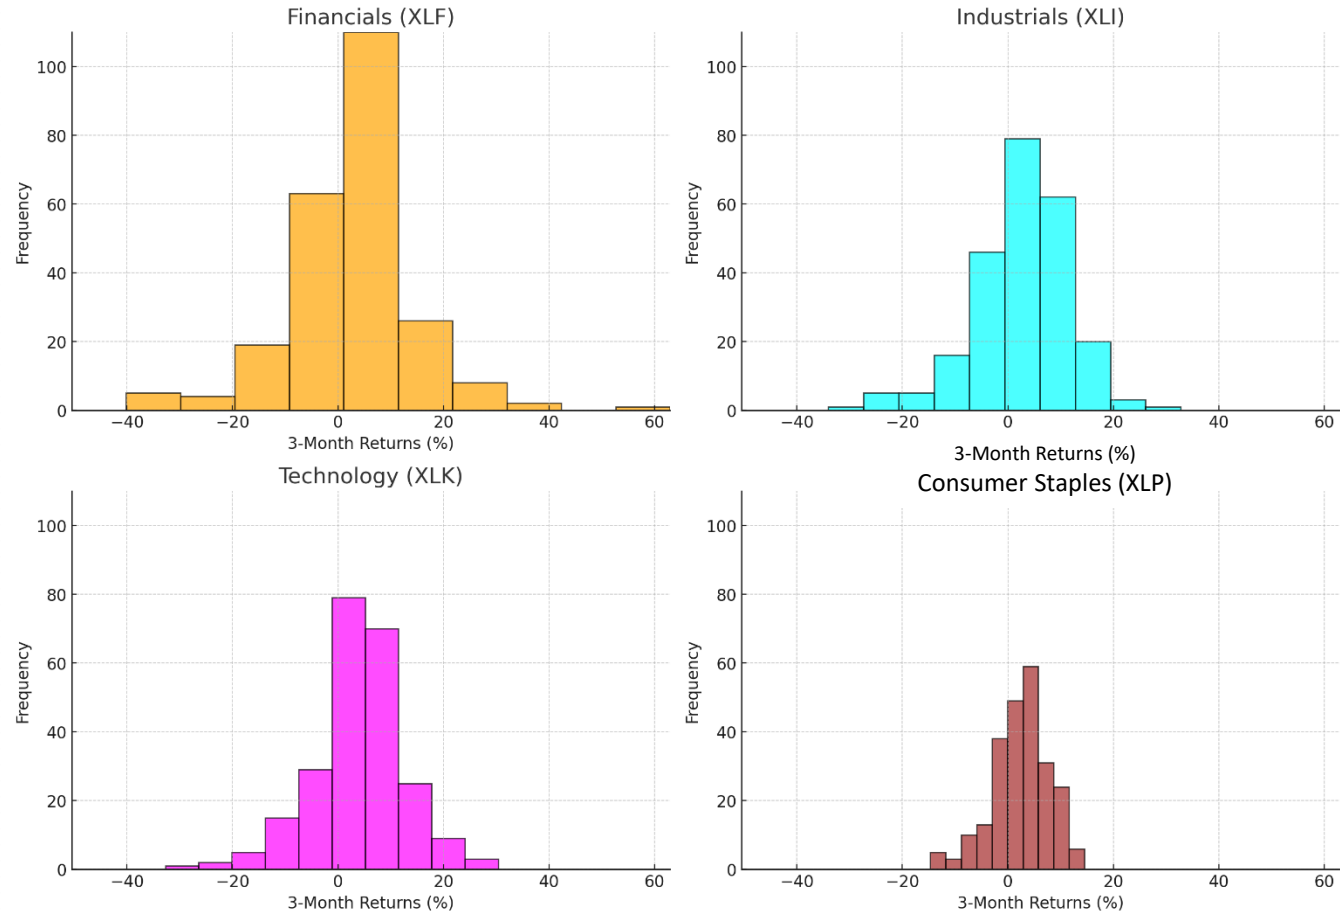 Financials (XLF)
100
80
60
40
20
0
Frequency
−40 −20 0 20 40 60
3-Month Returns (%)
Industrials (XLI)
100
80
60
40
20
0
Frequency
−40 −20 0 20 40 60
3-Month Returns (%)
Technology (XLK)
100
80
60
40
20
0
Frequency
−40 −20 0 20 40 60
3-Month Returns (%)
Consumer Staples (XLP)
100
80
60
40
20
0
Frequency
−40 −20 0 20 40 60
3-Month Returns (%)